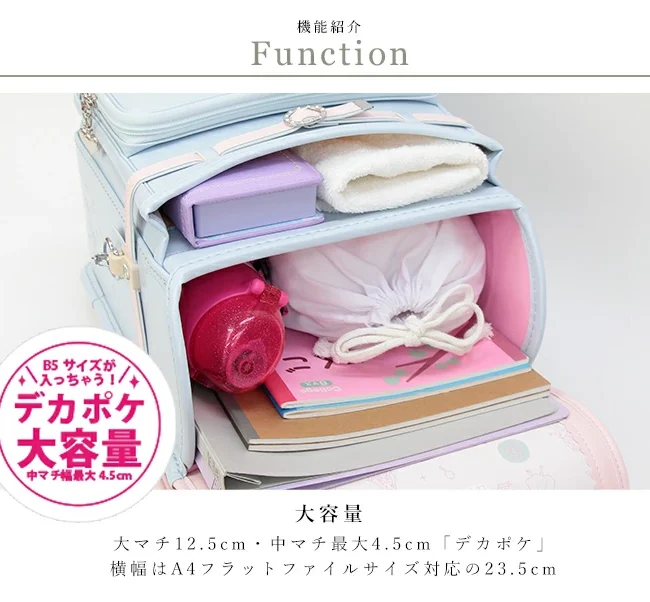 機能紹介
Function
B5 サイズが
入っちゃう！
デカポケ
大容量
中マチ幅最大 4.5cm
大容量
大マチ12.5cm・中マチ最大4.5cm「デカポケ」
横幅はA4フラットファイルサイズ対応の23.5cm